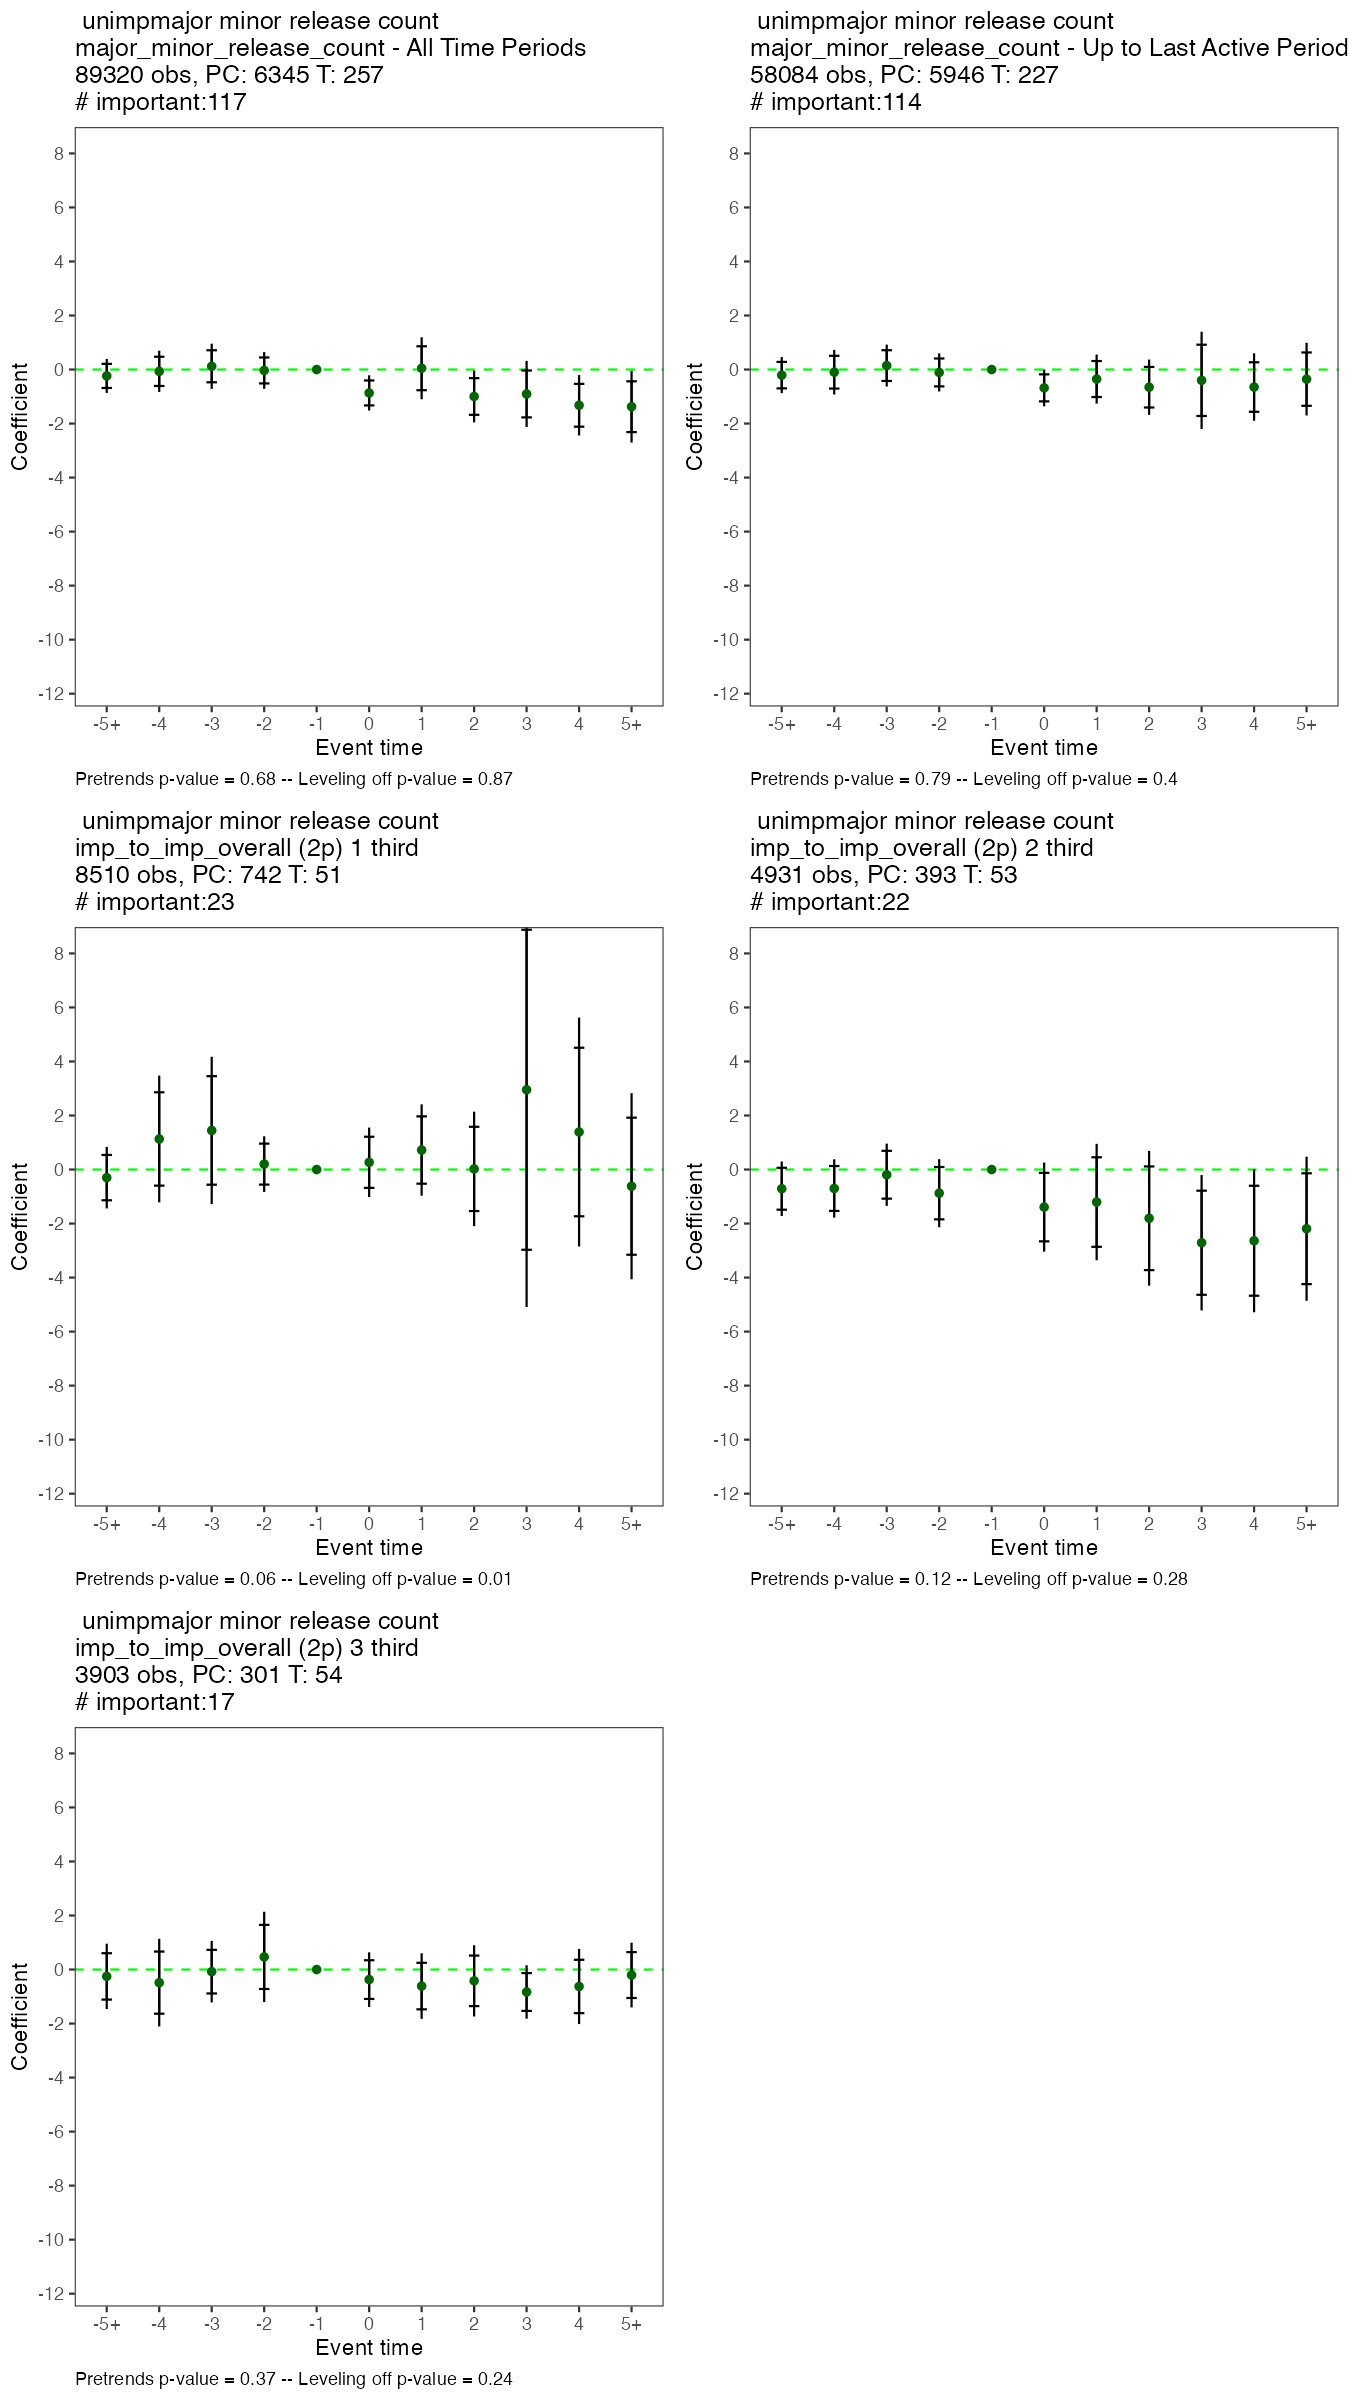 unimpmajor minor release count
major_minor_release_count - All Time Periods
89320 obs, PC: 6345 T: 257
# important:117
8
6
4
2
0
-2
-4
-6
-8
-10
-12
Coefficient
-5+ -4 -3 -2 -1 0 1 2 3 4 5+
Event time
Pretrends p-value = 0.68 -- Leveling off p-value = 0.87
unimpmajor minor release count
major_minor_release_count - Up to Last Active Period
58084 obs, PC: 5946 T: 227
# important:114
8
6
4
2
0
-2
-4
-6
-8
-10
-12
Coefficient
-5+ -4 -3 -2 -1 0 1 2 3 4 5+
Event time
Pretrends p-value = 0.79 -- Leveling off p-value = 0.4
unimpmajor minor release count
imp_to_imp_overall (2p) 1 third
8510 obs, PC: 742 T: 51
# important:23
8
6
4
2
0
-2
-4
-6
-8
-10
-12
Coefficient
-5+ -4 -3 -2 -1 0 1 2 3 4 5+
Event time
Pretrends p-value = 0.06 -- Leveling off p-value = 0.01
unimpmajor minor release count
imp_to_imp_overall (2p) 2 third
4931 obs, PC: 393 T: 53
# important:22
8
6
4
2
0
-2
-4
-6
-8
-10
-12
Coefficient
-5+ -4 -3 -2 -1 0 1 2 3 4 5+
Event time
Pretrends p-value = 0.12 -- Leveling off p-value = 0.28
unimpmajor minor release count
imp_to_imp_overall (2p) 3 third
3903 obs, PC: 301 T: 54
# important:17
8
6
4
2
0
-2
-4
-6
-8
-10
-12
Coefficient
-5+ -4 -3 -2 -1 0 1 2 3 4 5+
Event time
Pretrends p-value = 0.37 -- Leveling off p-value = 0.24